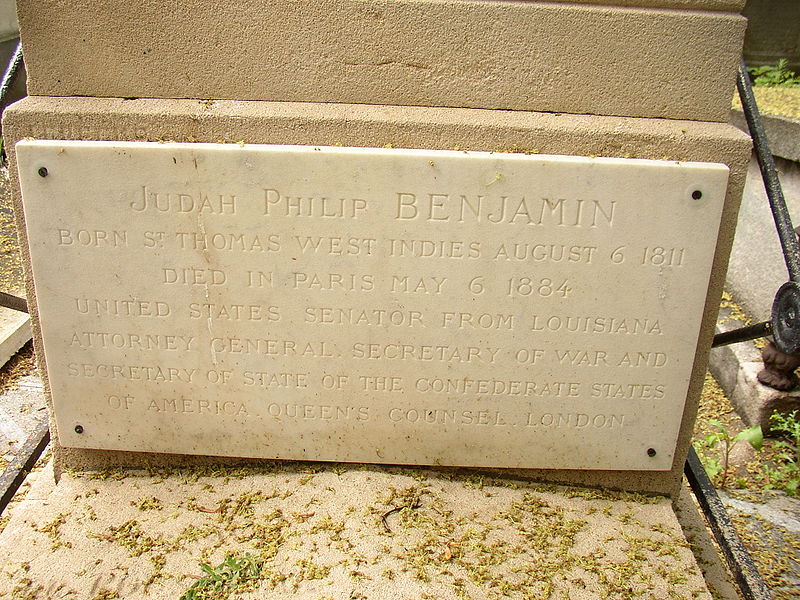 JUDAH PHILIP BENJAMIN
BORN ST THOMAS WEST INDIES AUGUST 6 1811
DIED IN PARIS MAY 6 1884
UNITED STATES SENATOR FROM LOUISIANA
ATTORNEY GENERAL, SECRETARY OF WAR AND
SECRETARY OF STATE OF THE CONFEDERATE STATES
OF AMERICA, QUEEN'S COUNSEL, LONDON